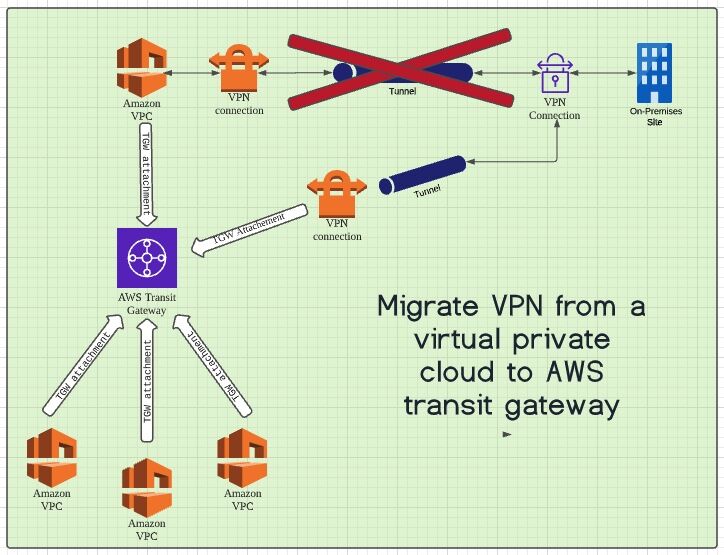 Amazon
VPC
VPN
connection
Tunnel
VPN
Connection
On-Premises
Site
TGW attachment
TGW Attachement
VPN
connection
Tunnel
AWS Transit
Gateway
Migrate VPN from a
virtual private
cloud to AWS
transit gateway
TGW attachment
TGW attachment
TGW attachment
Amazon
VPC
Amazon
VPC
Amazon
VPC